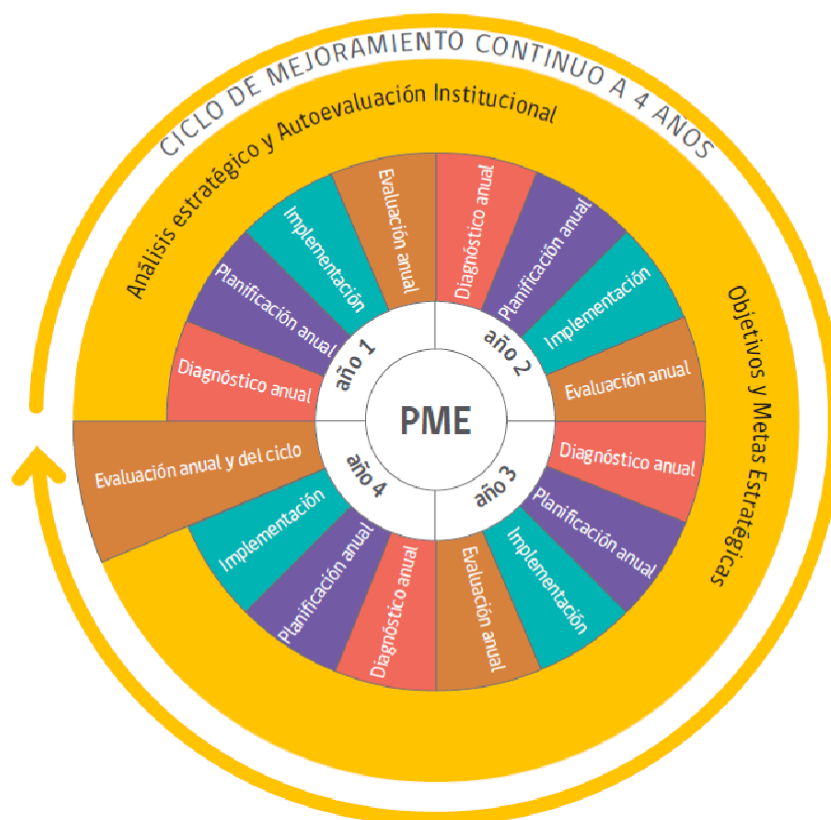 CICLO DE MEJORAMIENTO CONTINUO A 4 ANOS
Análisis estratégico y Autoevaluación Institucional
Objetivos y Metas Estratégicas
PME
año 1
Diagnóstico anual
Planificación anual
Implementación
Evaluación anual
año 2
Diagnóstico anual
Planificación anual
Implementación
Evaluación anual
año 3
Diagnóstico anual
Planificación anual
Implementación
Evaluación anual
año 4
Diagnóstico anual
Planificación anual
Implementación
Evaluación anual y del ciclo